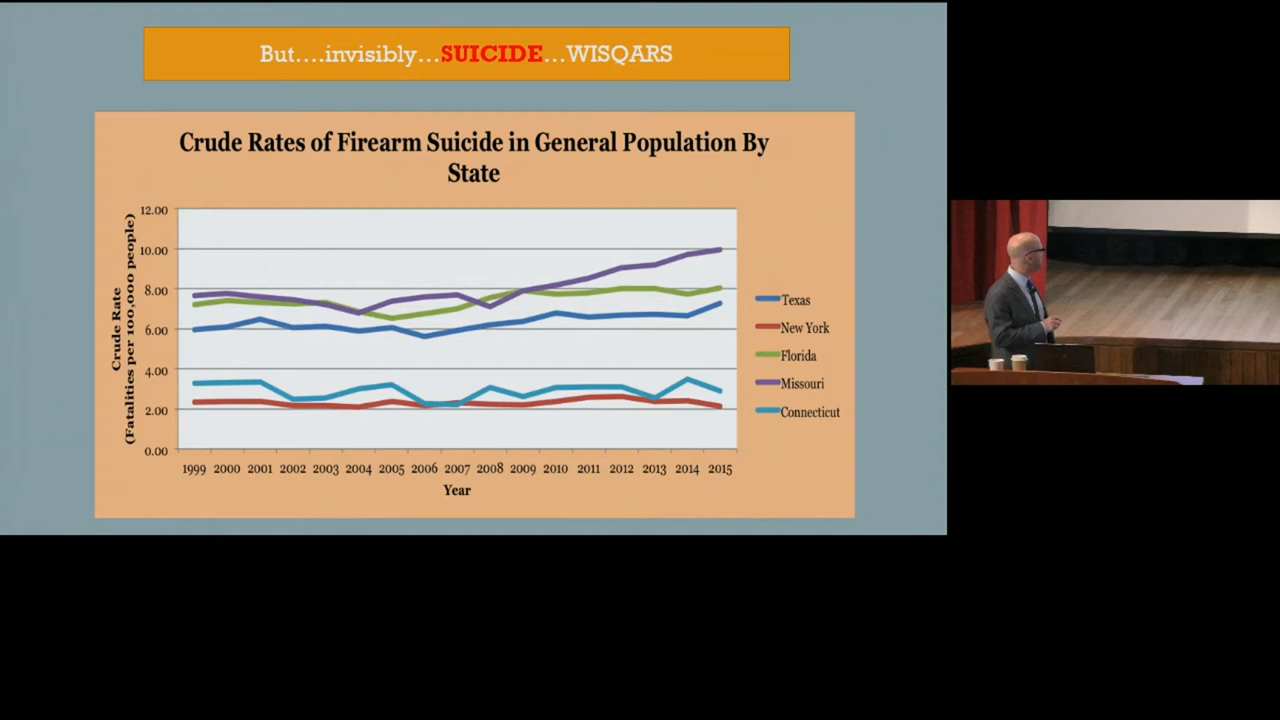 But....invisibly...SUICIDE...WISQARS
Crude Rates of Firearm Suicide in General Population By
State
Crude Rate
(Fatalities per 100,000 people)
12.00
10.00
8.00
6.00
4.00
2.00
0.00
1999 2000 2001 2002 2003 2004 2005 2006 2007 2008 2009 2010 2011 2012 2013 2014 2015
Year
Texas
New York
Florida
Missouri
Connecticut